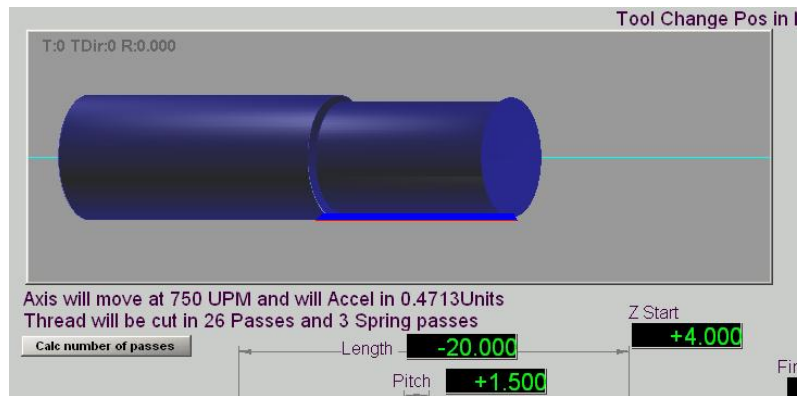 Tool Change Pos in
T:0 TDir:0 R:0.000
Axis will move at 750 UPM and will Accel in 0.4713Units
Thread will be cut in 26 Passes and 3 Spring passes
Z Start
+4.000
Calc number of passes
Length
-20.000
Pitch
+1.500